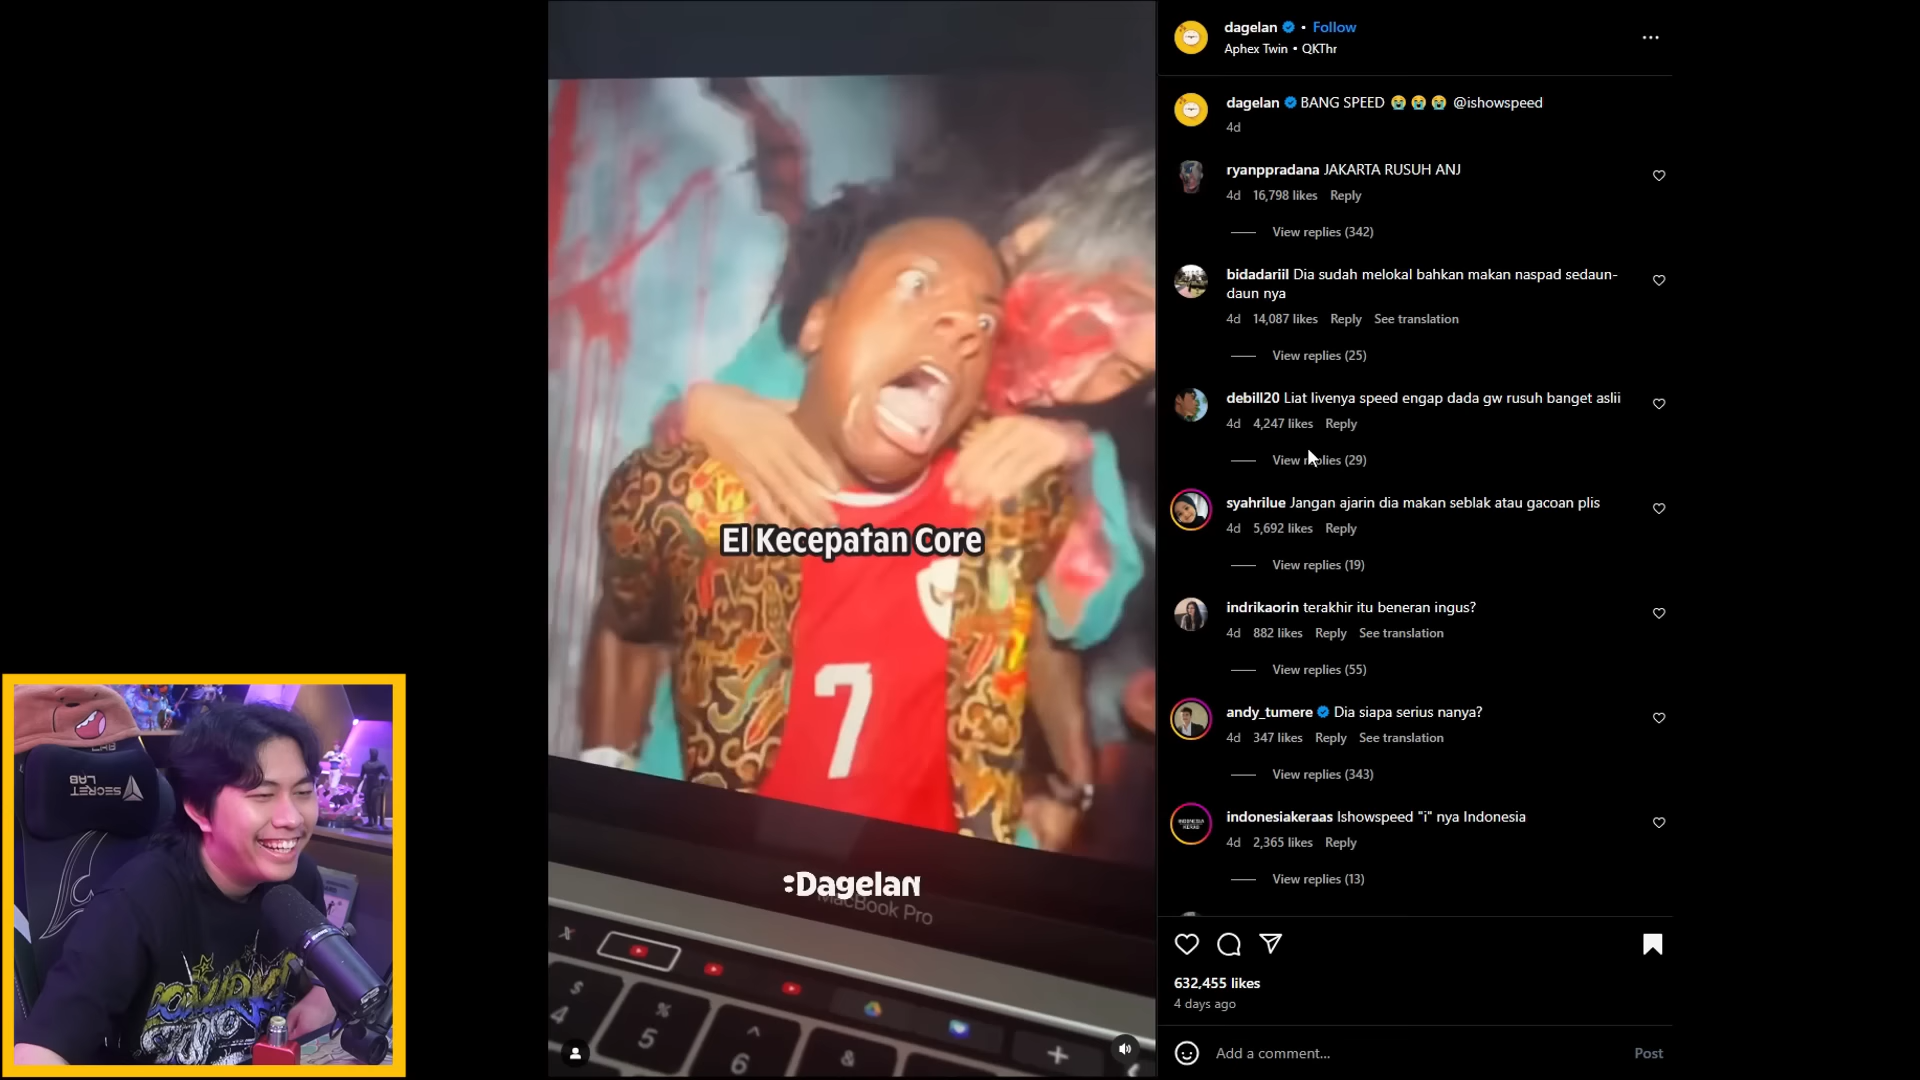 dagelan • Follow
Aphex Twin • QKThr
dagelan BANG SPEED 😭😭😭 @ishowspeed
4d
ryanppradana JAKARTA RUSUH ANJ
4d 16,798 likes Reply
View replies (342)
bidadariil Dia sudah melokal bahkan makan naspad sedaun-
daun nya
4d 14,087 likes Reply See translation
View replies (25)
debill20 Liat livenya speed engap dada gw rusuh banget aslii
4d 4,247 likes Reply
View replies (29)
syahrilue Jangan ajarin dia makan seblak atau gacoan plis
4d 5,692 likes Reply
View replies (19)
indrikaorin terakhir itu beneran ingus?
4d 882 likes Reply See translation
View replies (55)
andy_tumere Dia siapa serius nanya?
4d 347 likes Reply See translation
View replies (343)
indonesiakeraas Ishowspeed "i" nya Indonesia
4d 2,365 likes Reply
View replies (13)
632,455 likes
4 days ago
Add a comment...
Post
El Kecepatan Core
7
:Dagelan
MacBook Pro
$ % ^ &
4 5 6
SECRET
LAB